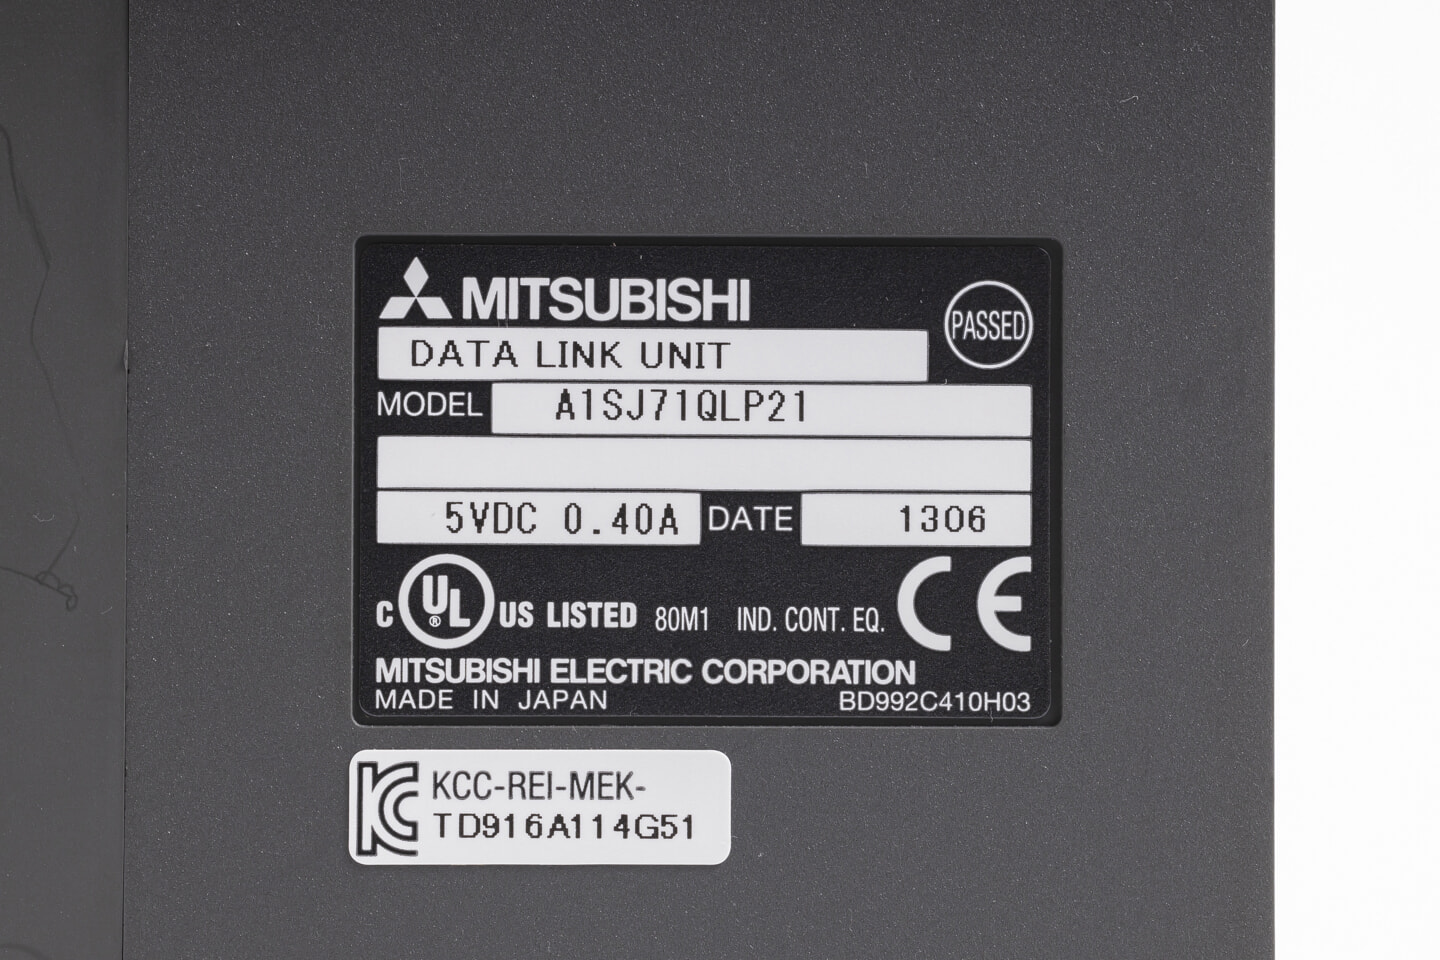 MITSUBISHI
PASSED
DATA LINK UNIT
MODEL A1SJ71QLP21
5VDC 0.40A DATE 1306
C UL ® US LISTED 80M1 IND. CONT. EQ. CE
MITSUBISHI ELECTRIC CORPORATION
MADE IN JAPAN BD992C410H03
KCC-REI-MEK-
TD916A114G51